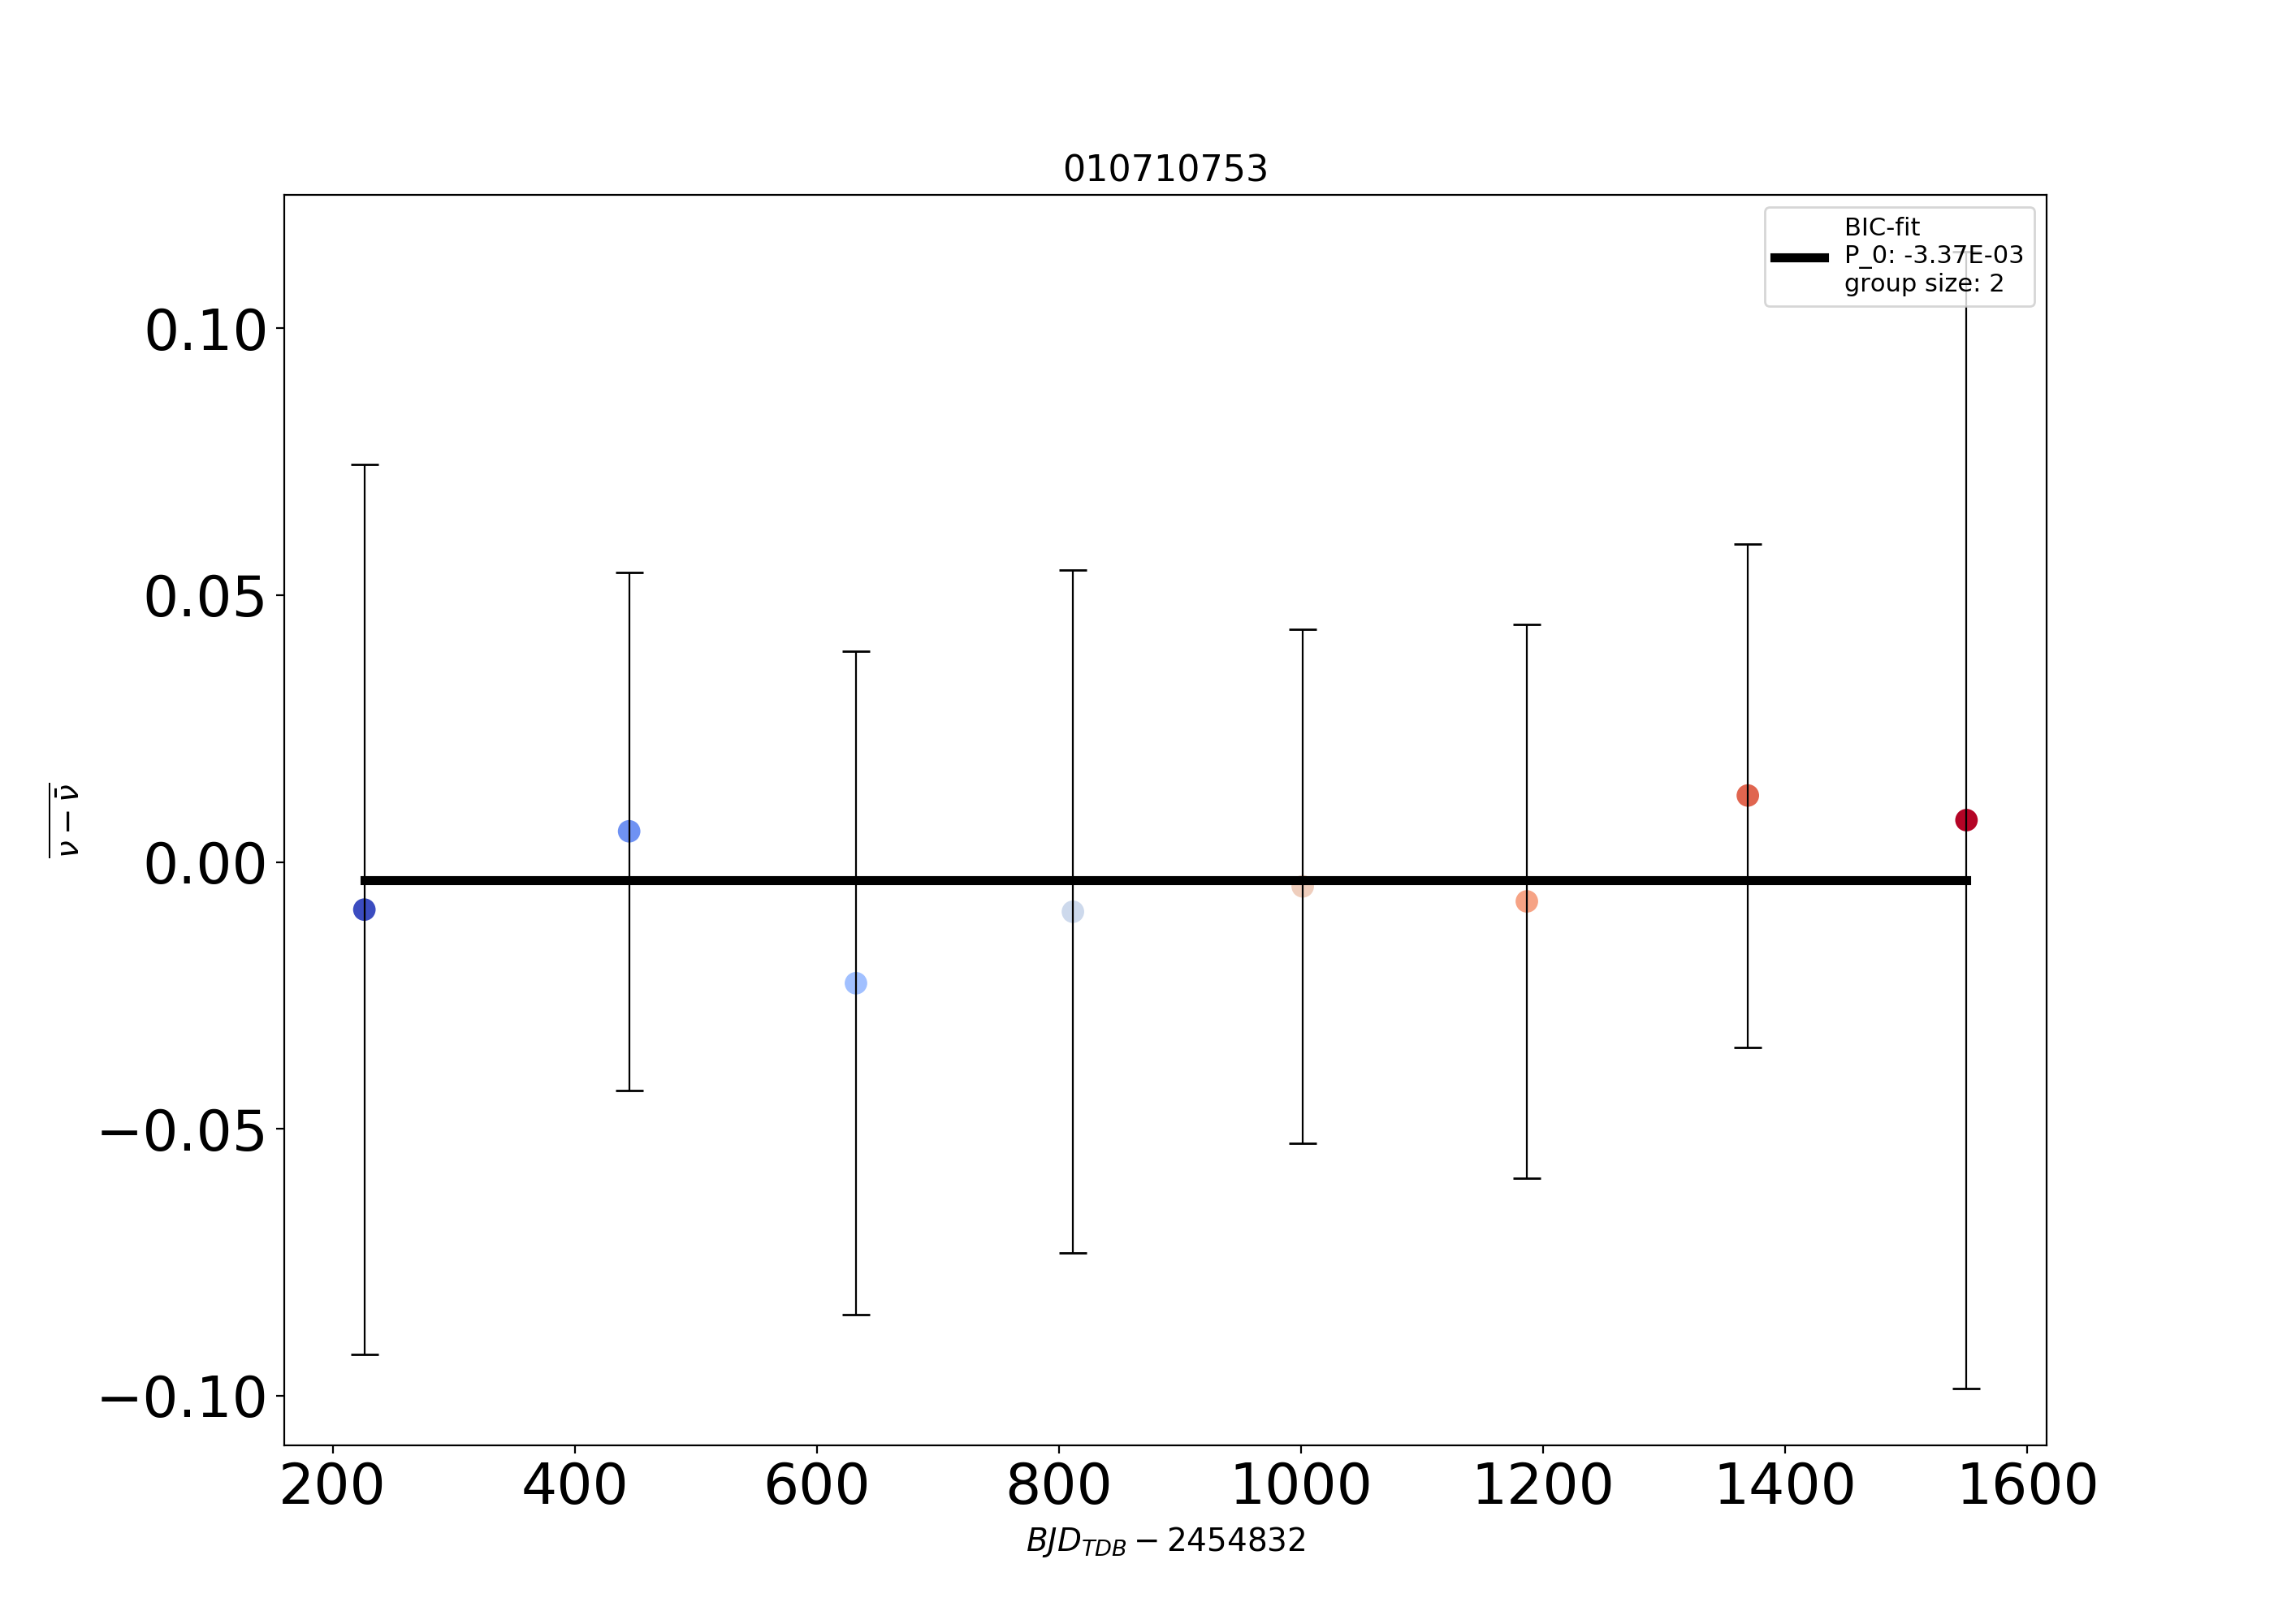 010710753
BIC-fit
P_0: -3.37E-03
group size: 2
0.10
0.05
0.00
−0.05
−0.10
ν − ν̄
200 400 600 800 1000 1200 1400 1600
BJD_TDB − 2454832